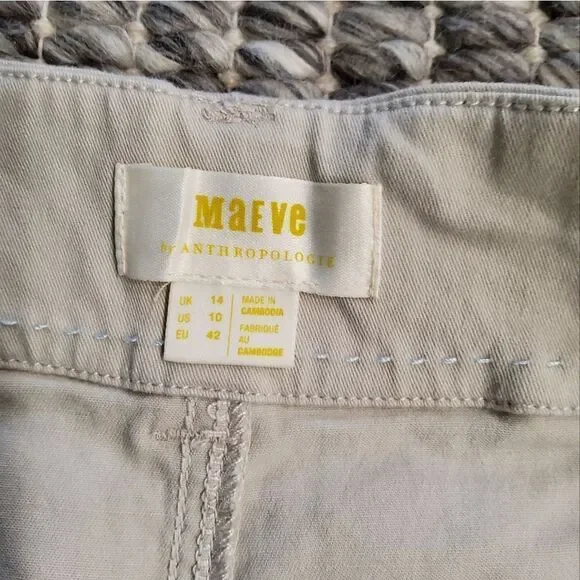 MaEVe
by ANTHROPOLOGIE
UK 14
US 10
EU 42
MADE IN
CAMBODIA
FABRIQUÉ
AU
CAMBODGE